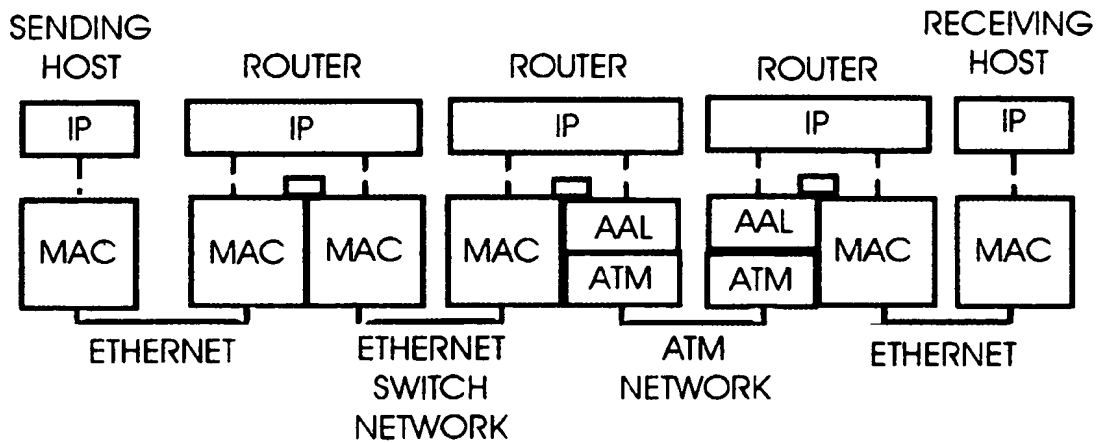 SENDING
HOST
ROUTER
ROUTER
ROUTER
RECEIVING
HOST
IP
IP
IP
IP
IP
MAC
MAC
MAC
MAC
AAL
ATM
AAL
ATM
MAC
MAC
ETHERNET
ETHERNET
SWITCH
NETWORK
ATM
NETWORK
ETHERNET